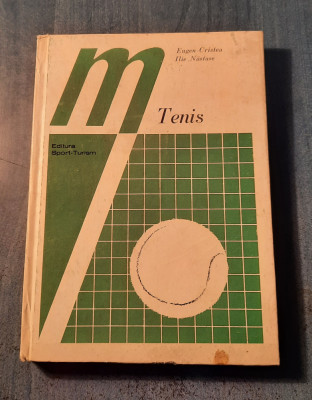 Eugen Cristea
Ilie Năstase
m
Tenis
Editura
Sport-Turism